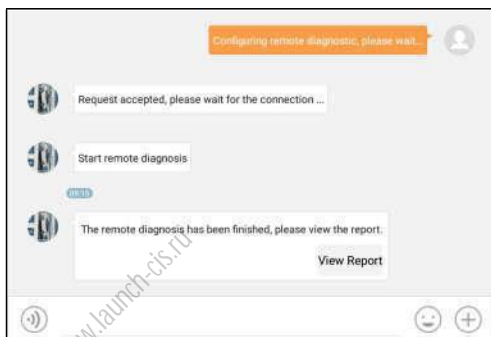 Configuring remote diagnostic, please wait...
Request accepted, please wait for the connection ...
Start remote diagnosis
The remote diagnosis has been finished, please view the report.
View Report
www.launch-cis.ru